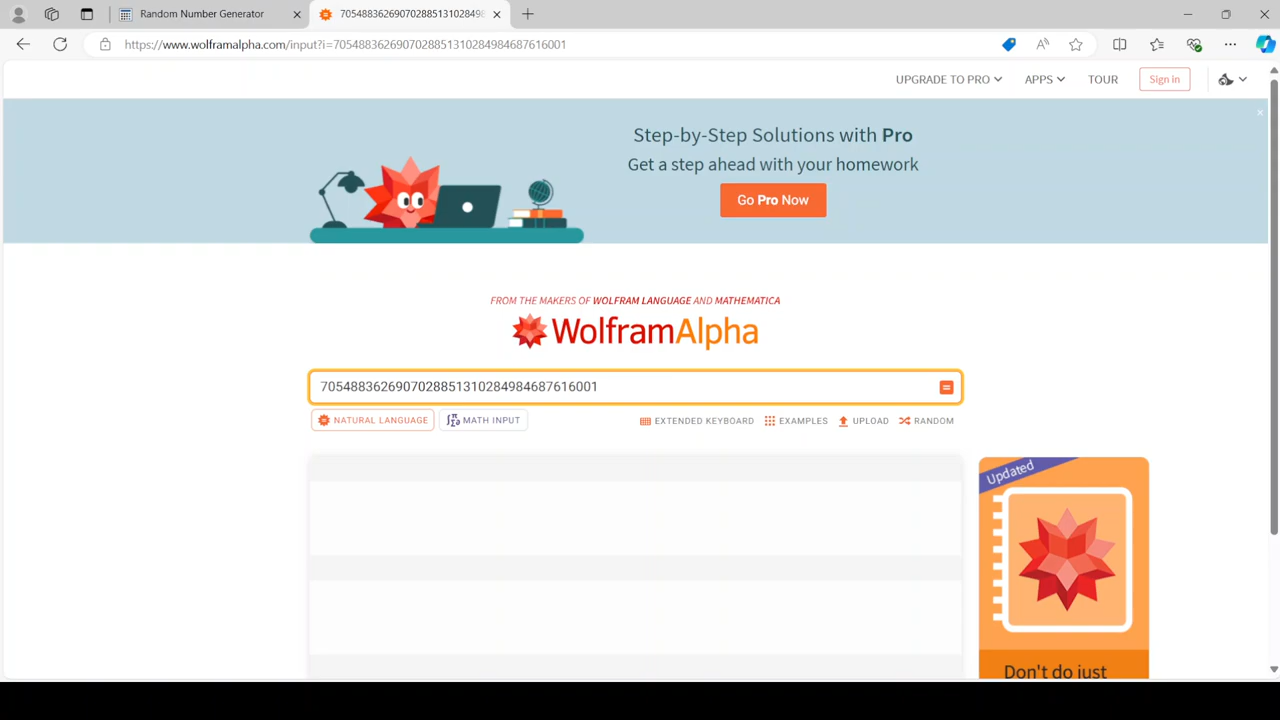 Random Number Generator
705488362690702885131028498
https://www.wolframalpha.com/input?i=7054883626907028851310284984687616001
UPGRADE TO PRO
APPS
TOUR
Sign in
Step-by-Step Solutions with Pro
Get a step ahead with your homework
Go Pro Now
FROM THE MAKERS OF WOLFRAM LANGUAGE AND MATHEMATICA
WolframAlpha
7054883626907028851310284984687616001
NATURAL LANGUAGE
MATH INPUT
EXTENDED KEYBOARD
EXAMPLES
UPLOAD
RANDOM
Updated
Don't do just